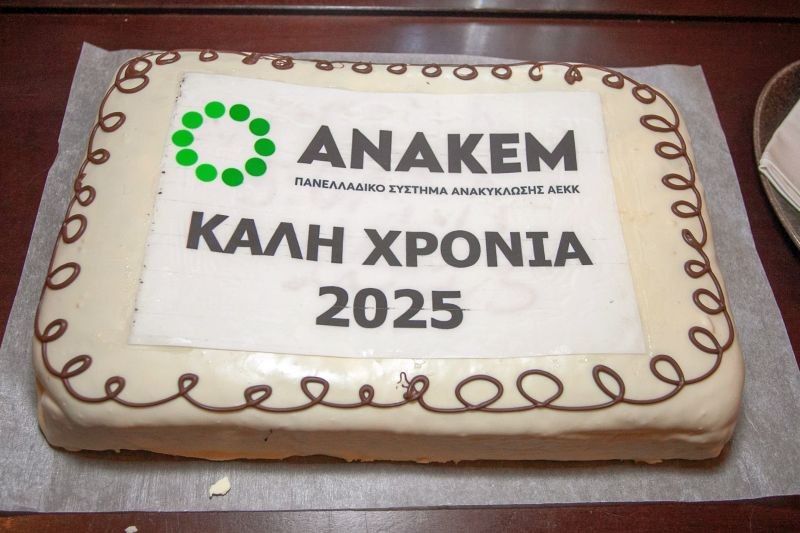 ΑΝΑΚΕΜ
ΠΑΝΕΛΛΑΔΙΚΟ ΣΥΣΤΗΜΑ ΑΝΑΚΥΚΛΩΣΗΣ ΑΕΚΚ
ΚΑΛΗ ΧΡΟΝΙΑ
2025